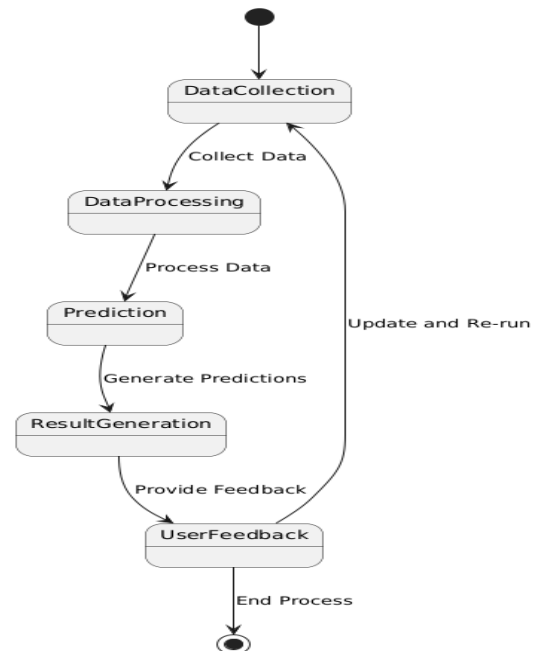 DataCollection
Collect Data
DataProcessing
Process Data
Prediction
Update and Re-run
Generate Predictions
ResultGeneration
Provide Feedback
UserFeedback
End Process